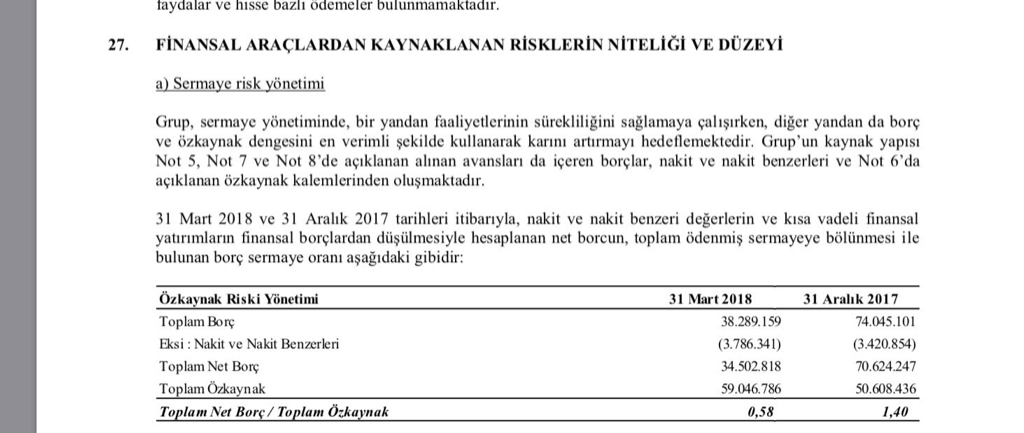 faydalar ve hisse bazlı ödemeler bulunmamaktadır.
27. FİNANSAL ARAÇLARDAN KAYNAKLANAN RİSKLERİN NİTELİĞİ VE DÜZEYİ
a) Sermaye risk yönetimi
Grup, sermaye yönetiminde, bir yandan faaliyetlerinin sürekliliğini sağlamaya çalışırken, diğer yandan da borç
ve özkaynak dengesini en verimli şekilde kullanarak karını artırmayı hedeflemektedir. Grup'un kaynak yapısı
Not 5, Not 7 ve Not 8'de açıklanan alınan avansları da içeren borçlar, nakit ve nakit benzerleri ve Not 6'da
açıklanan özkaynak kalemlerinden oluşmaktadır.
31 Mart 2018 ve 31 Aralık 2017 tarihleri itibarıyla, nakit ve nakit benzeri değerlerin ve kısa vadeli finansal
yatırımların finansal borçlardan düşülmesiyle hesaplanan net borcun, toplam ödenmiş sermayeye bölünmesi ile
bulunan borç sermaye oranı aşağıdaki gibidir:
Özkaynak Riski Yönetimi 31 Mart 2018 31 Aralık 2017
Toplam Borç 38.289.159 74.045.101
Eksi : Nakit ve Nakit Benzerleri (3.786.341) (3.420.854)
Toplam Net Borç 34.502.818 70.624.247
Toplam Özkaynak 59.046.786 50.608.436
Toplam Net Borç / Toplam Özkaynak 0,58 1,40